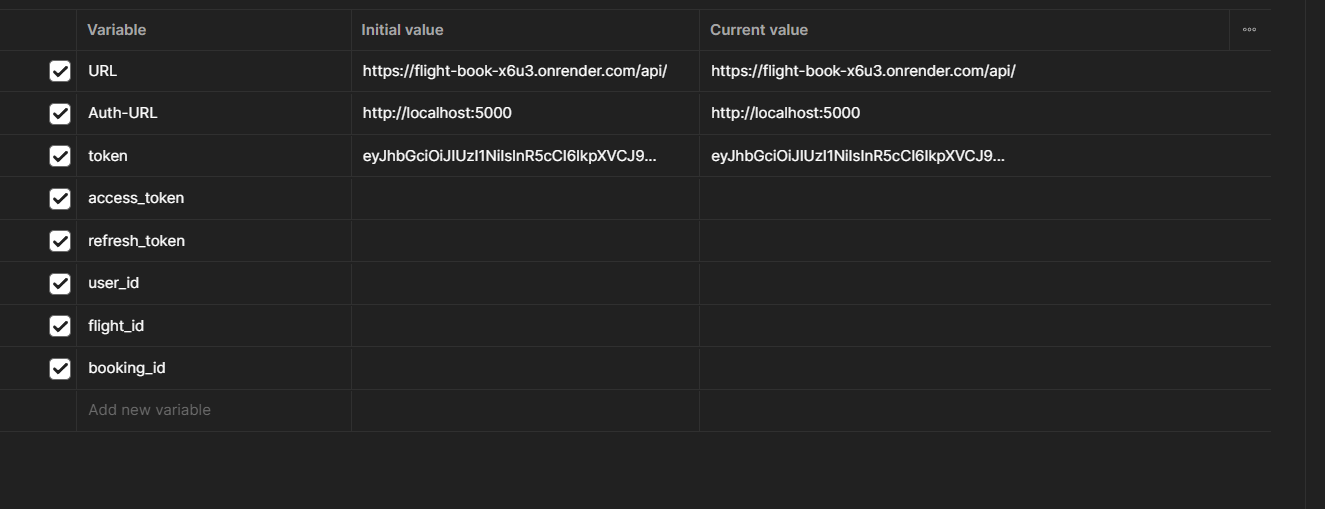 Variable Initial value Current value
URL https://flight-book-x6u3.onrender.com/api/ https://flight-book-x6u3.onrender.com/api/
Auth-URL http://localhost:5000 http://localhost:5000
token eyJhbGciOiJIUzI1NiIsInR5cCI6IkpXVCJ9... eyJhbGciOiJIUzI1NiIsInR5cCI6IkpXVCJ9...
access_token
refresh_token
user_id
flight_id
booking_id
Add new variable